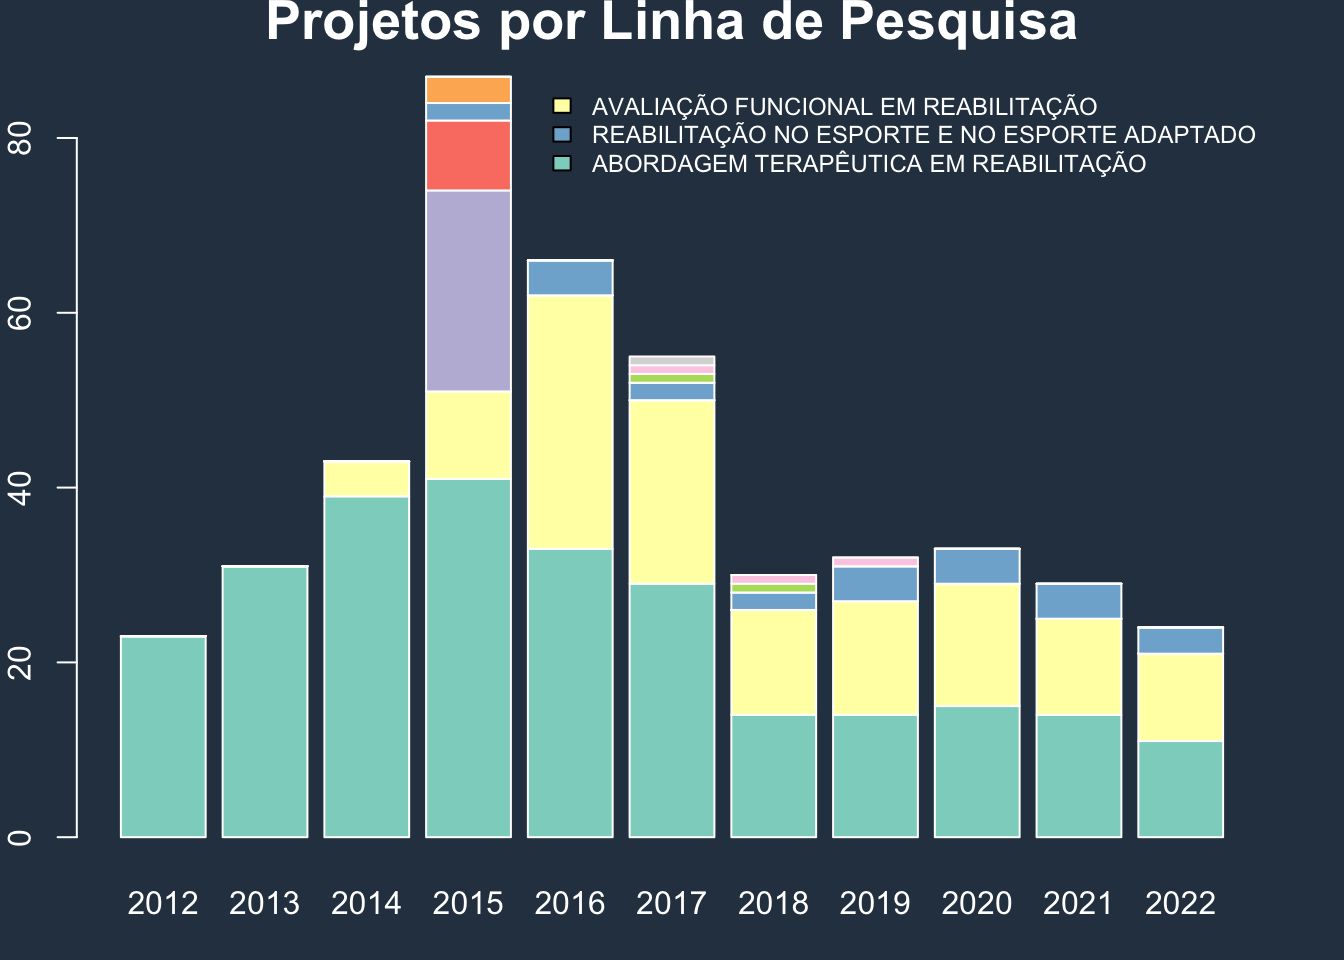 Projetos por Linha de Pesquisa
AVALIAÇÃO FUNCIONAL EM REABILITAÇÃO
REABILITAÇÃO NO ESPORTE E NO ESPORTE ADAPTADO
ABORDAGEM TERAPÊUTICA EM REABILITAÇÃO
80
60
40
20
0
2012 2013 2014 2015 2016 2017 2018 2019 2020 2021 2022